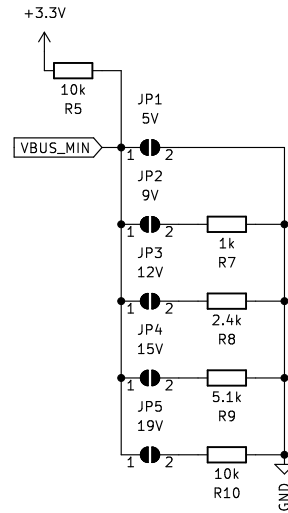 +3.3V
10k
R5
JP1
5V
VBUS_MIN
1 2
JP2
9V
1 2
1k
R7
JP3
12V
1 2
2.4k
R8
JP4
15V
1 2
5.1k
R9
JP5
19V
1 2
10k
R10
GND